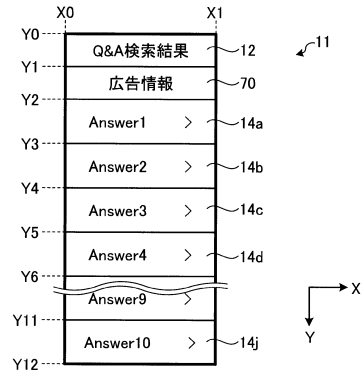 X0 X1
Y0 Q&A検索結果 12 11
Y1 広告情報 70
Y2
Answer1 > 14a
Y3
Answer2 > 14b
Y4
Answer3 > 14c
Y5
Answer4 > 14d
Y6
Answer9 >
X
Y11
Y
Answer10 > 14j
Y12